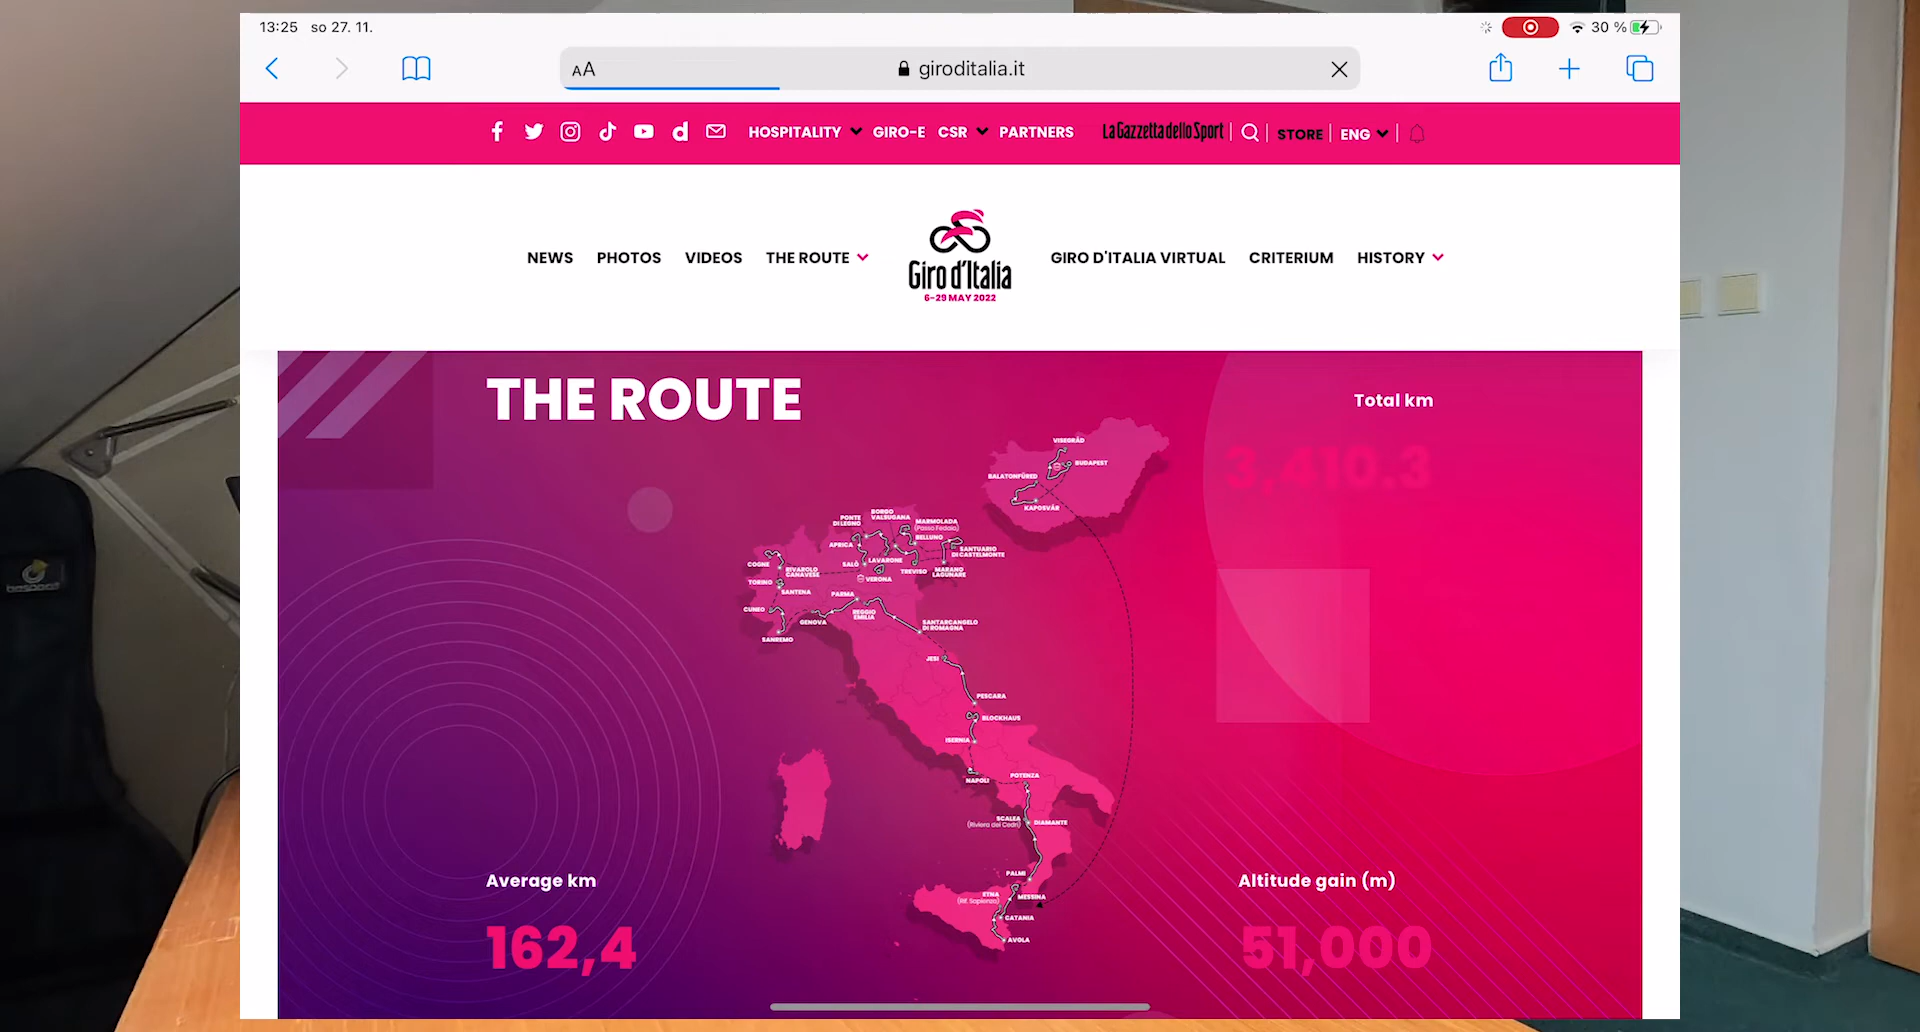 13:25 so 27. 11.
30 %
AA
giroditalia.it
HOSPITALITY GIRO-E CSR PARTNERS
La Gazzetta dello Sport
STORE
ENG
NEWS PHOTOS VIDEOS THE ROUTE
Giro d'Italia
6-29 MAY 2022
GIRO D'ITALIA VIRTUAL CRITERIUM HISTORY
THE ROUTE
Total km
3,410.3
VISEGRÁD
BUDAPEST
BALATONFÜRED
KAPOSVÁR
PONTE
DI LEGNO
BORGO
VALSUGANA
MARMOLADA
(Passo Fedaia)
APRICA
BELLUNO
SANTUARIO
DI CASTELMONTE
COGNE
RIVAROLO
CANAVESE
SALÒ
LAVARONE
TREVISO
MARANO
LAGUNARE
TORINO
VERONA
SANTENA
PARMA
CUNEO
GENOVA
REGGIO
EMILIA
SANTARCANGELO
DI ROMAGNA
SANREMO
JESI
PESCARA
BLOCKHAUS
ISERNIA
NAPOLI
POTENZA
SCALEA
(Riviera dei Cedri)
DIAMANTE
PALMI
ETNA
(Rif. Sapienza)
MESSINA
CATANIA
AVOLA
Average km
162,4
Altitude gain (m)
51,000